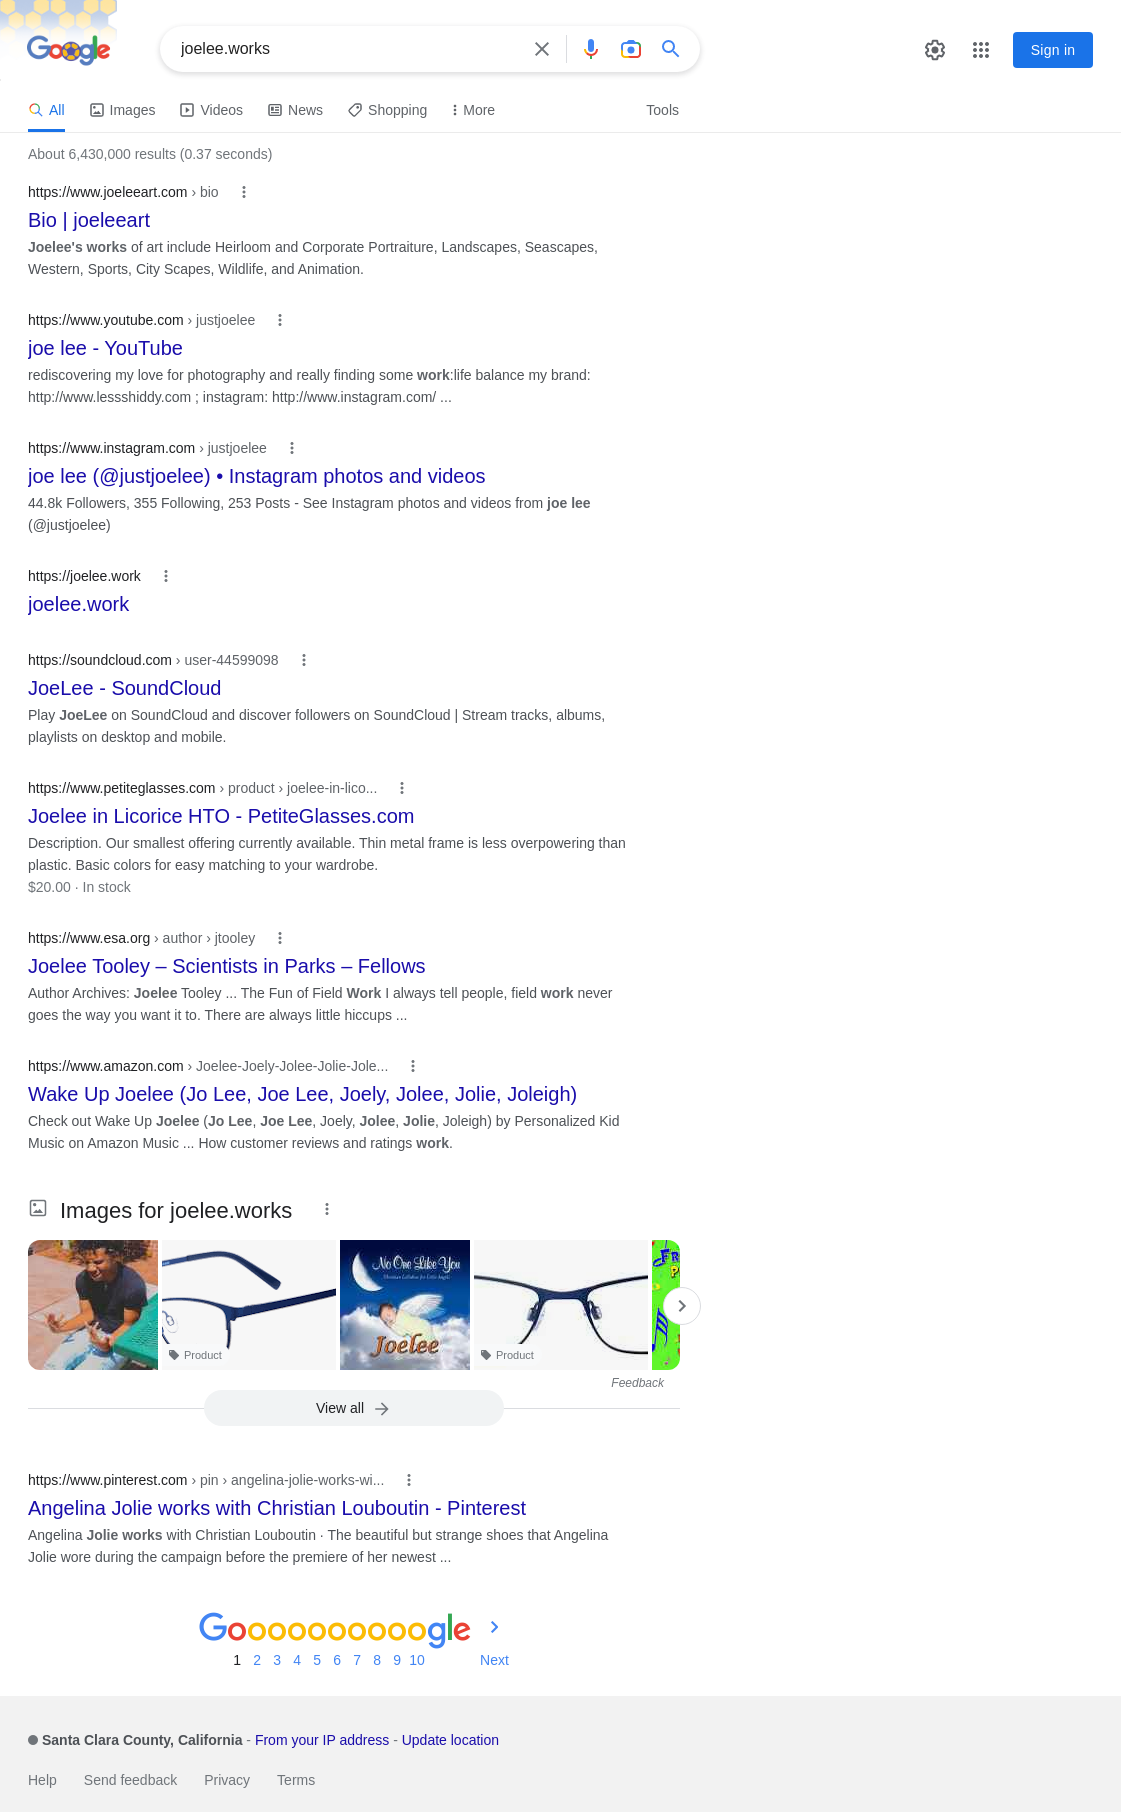 Google
joelee.works
Sign in
All Images Videos News Shopping More Tools
About 6,430,000 results (0.37 seconds)
https://www.joeleeart.com › bio
Bio | joeleeart
Joelee's works of art include Heirloom and Corporate Portraiture, Landscapes, Seascapes,
Western, Sports, City Scapes, Wildlife, and Animation.
https://www.youtube.com › justjoelee
joe lee - YouTube
rediscovering my love for photography and really finding some work:life balance my brand:
http://www.lessshiddy.com ; instagram: http://www.instagram.com/ ...
https://www.instagram.com › justjoelee
joe lee (@justjoelee) • Instagram photos and videos
44.8k Followers, 355 Following, 253 Posts - See Instagram photos and videos from joe lee
(@justjoelee)
https://joelee.work
joelee.work
https://soundcloud.com › user-44599098
JoeLee - SoundCloud
Play JoeLee on SoundCloud and discover followers on SoundCloud | Stream tracks, albums,
playlists on desktop and mobile.
https://www.petiteglasses.com › product › joelee-in-lico...
Joelee in Licorice HTO - PetiteGlasses.com
Description. Our smallest offering currently available. Thin metal frame is less overpowering than
plastic. Basic colors for easy matching to your wardrobe.
$20.00 · In stock
https://www.esa.org › author › jtooley
Joelee Tooley – Scientists in Parks – Fellows
Author Archives: Joelee Tooley ... The Fun of Field Work I always tell people, field work never
goes the way you want it to. There are always little hiccups ...
https://www.amazon.com › Joelee-Joely-Jolee-Jolie-Jole...
Wake Up Joelee (Jo Lee, Joe Lee, Joely, Jolee, Jolie, Joleigh)
Check out Wake Up Joelee (Jo Lee, Joe Lee, Joely, Jolee, Jolie, Joleigh) by Personalized Kid
Music on Amazon Music ... How customer reviews and ratings work.
Images for joelee.works
No One Like You
Christian Lullabies for Little Angels
Joelee
Product
Product
Feedback
View all
https://www.pinterest.com › pin › angelina-jolie-works-wi...
Angelina Jolie works with Christian Louboutin - Pinterest
Angelina Jolie works with Christian Louboutin · The beautiful but strange shoes that Angelina
Jolie wore during the campaign before the premiere of her newest ...
Goooooooooogle
1 2 3 4 5 6 7 8 9 10 Next
Santa Clara County, California - From your IP address - Update location
Help Send feedback Privacy Terms